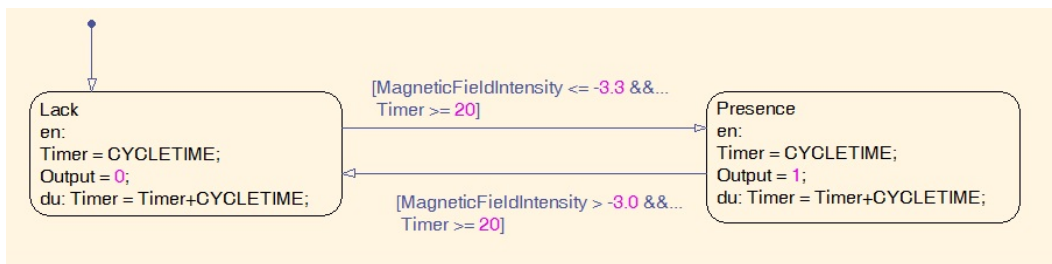 [MagneticFieldIntensity <= -3.3 &&...
Timer >= 20]
Lack
en:
Timer = CYCLETIME;
Output = 0;
du: Timer = Timer+CYCLETIME;
Presence
en:
Timer = CYCLETIME;
Output = 1;
du: Timer = Timer+CYCLETIME;
[MagneticFieldIntensity > -3.0 &&...
Timer >= 20]